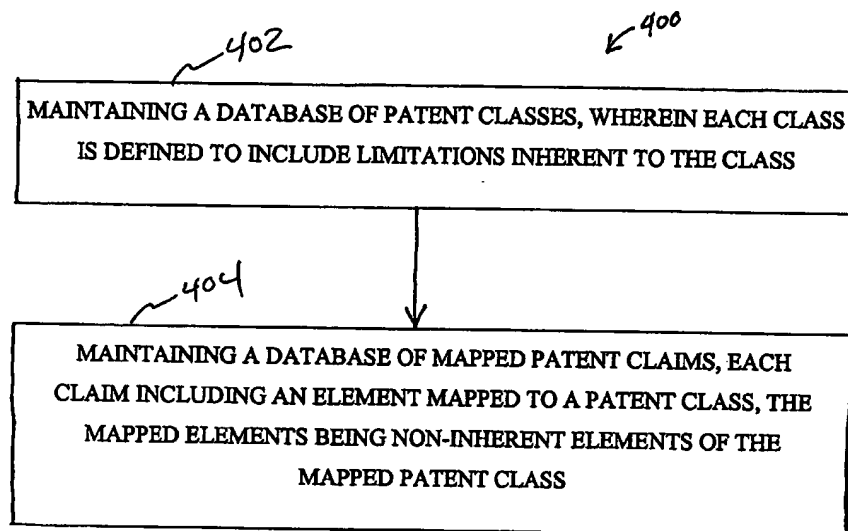 402
400
MAINTAINING A DATABASE OF PATENT CLASSES, WHEREIN EACH CLASS
IS DEFINED TO INCLUDE LIMITATIONS INHERENT TO THE CLASS
404
MAINTAINING A DATABASE OF MAPPED PATENT CLAIMS, EACH
CLAIM INCLUDING AN ELEMENT MAPPED TO A PATENT CLASS, THE
MAPPED ELEMENTS BEING NON-INHERENT ELEMENTS OF THE
MAPPED PATENT CLASS